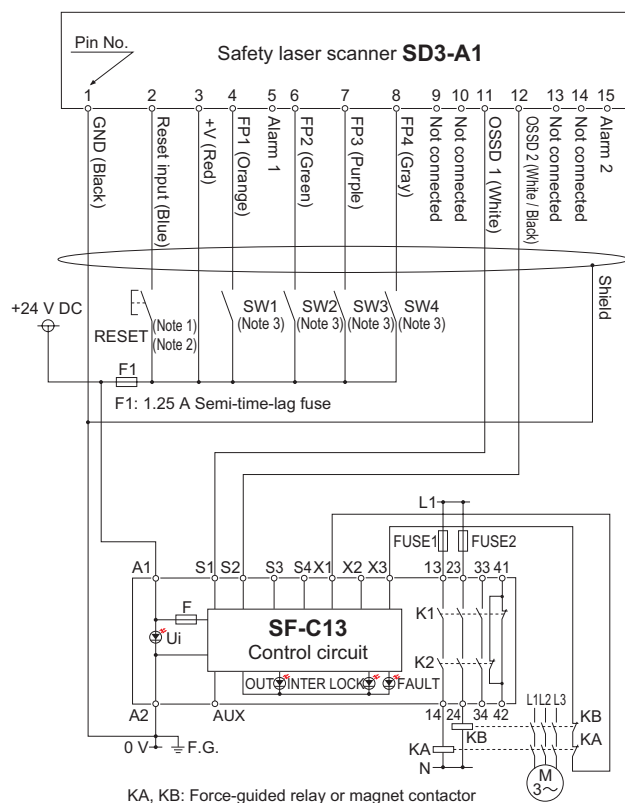 Pin No.
Safety laser scanner SD3-A1
1 2 3 4 5 6 7 8 9 10 11 12 13 14 15
GND (Black)
Reset input (Blue)
+V (Red)
FP1 (Orange)
Alarm 1
FP2 (Green)
FP3 (Purple)
FP4 (Gray)
Not connected
Not connected
OSSD 1 (White)
OSSD 2 (White / Black)
Not connected
Not connected
Alarm 2
Shield
+24 V DC
RESET
(Note 1)
(Note 2)
SW1
(Note 3)
SW2
(Note 3)
SW3
(Note 3)
SW4
(Note 3)
F1
F1: 1.25 A Semi-time-lag fuse
L1
FUSE1
FUSE2
A1 S1 S2 S3 S4 X1 X2 X3 13 23 33 41
F
Ui
SF-C13
Control circuit
K1
K2
OUT INTER LOCK FAULT
A2 AUX 14 24 34 42
L1 L2 L3
KB
KA
KB
KA
0 V
F.G.
N
M
3~
KA, KB: Force-guided relay or magnet contactor